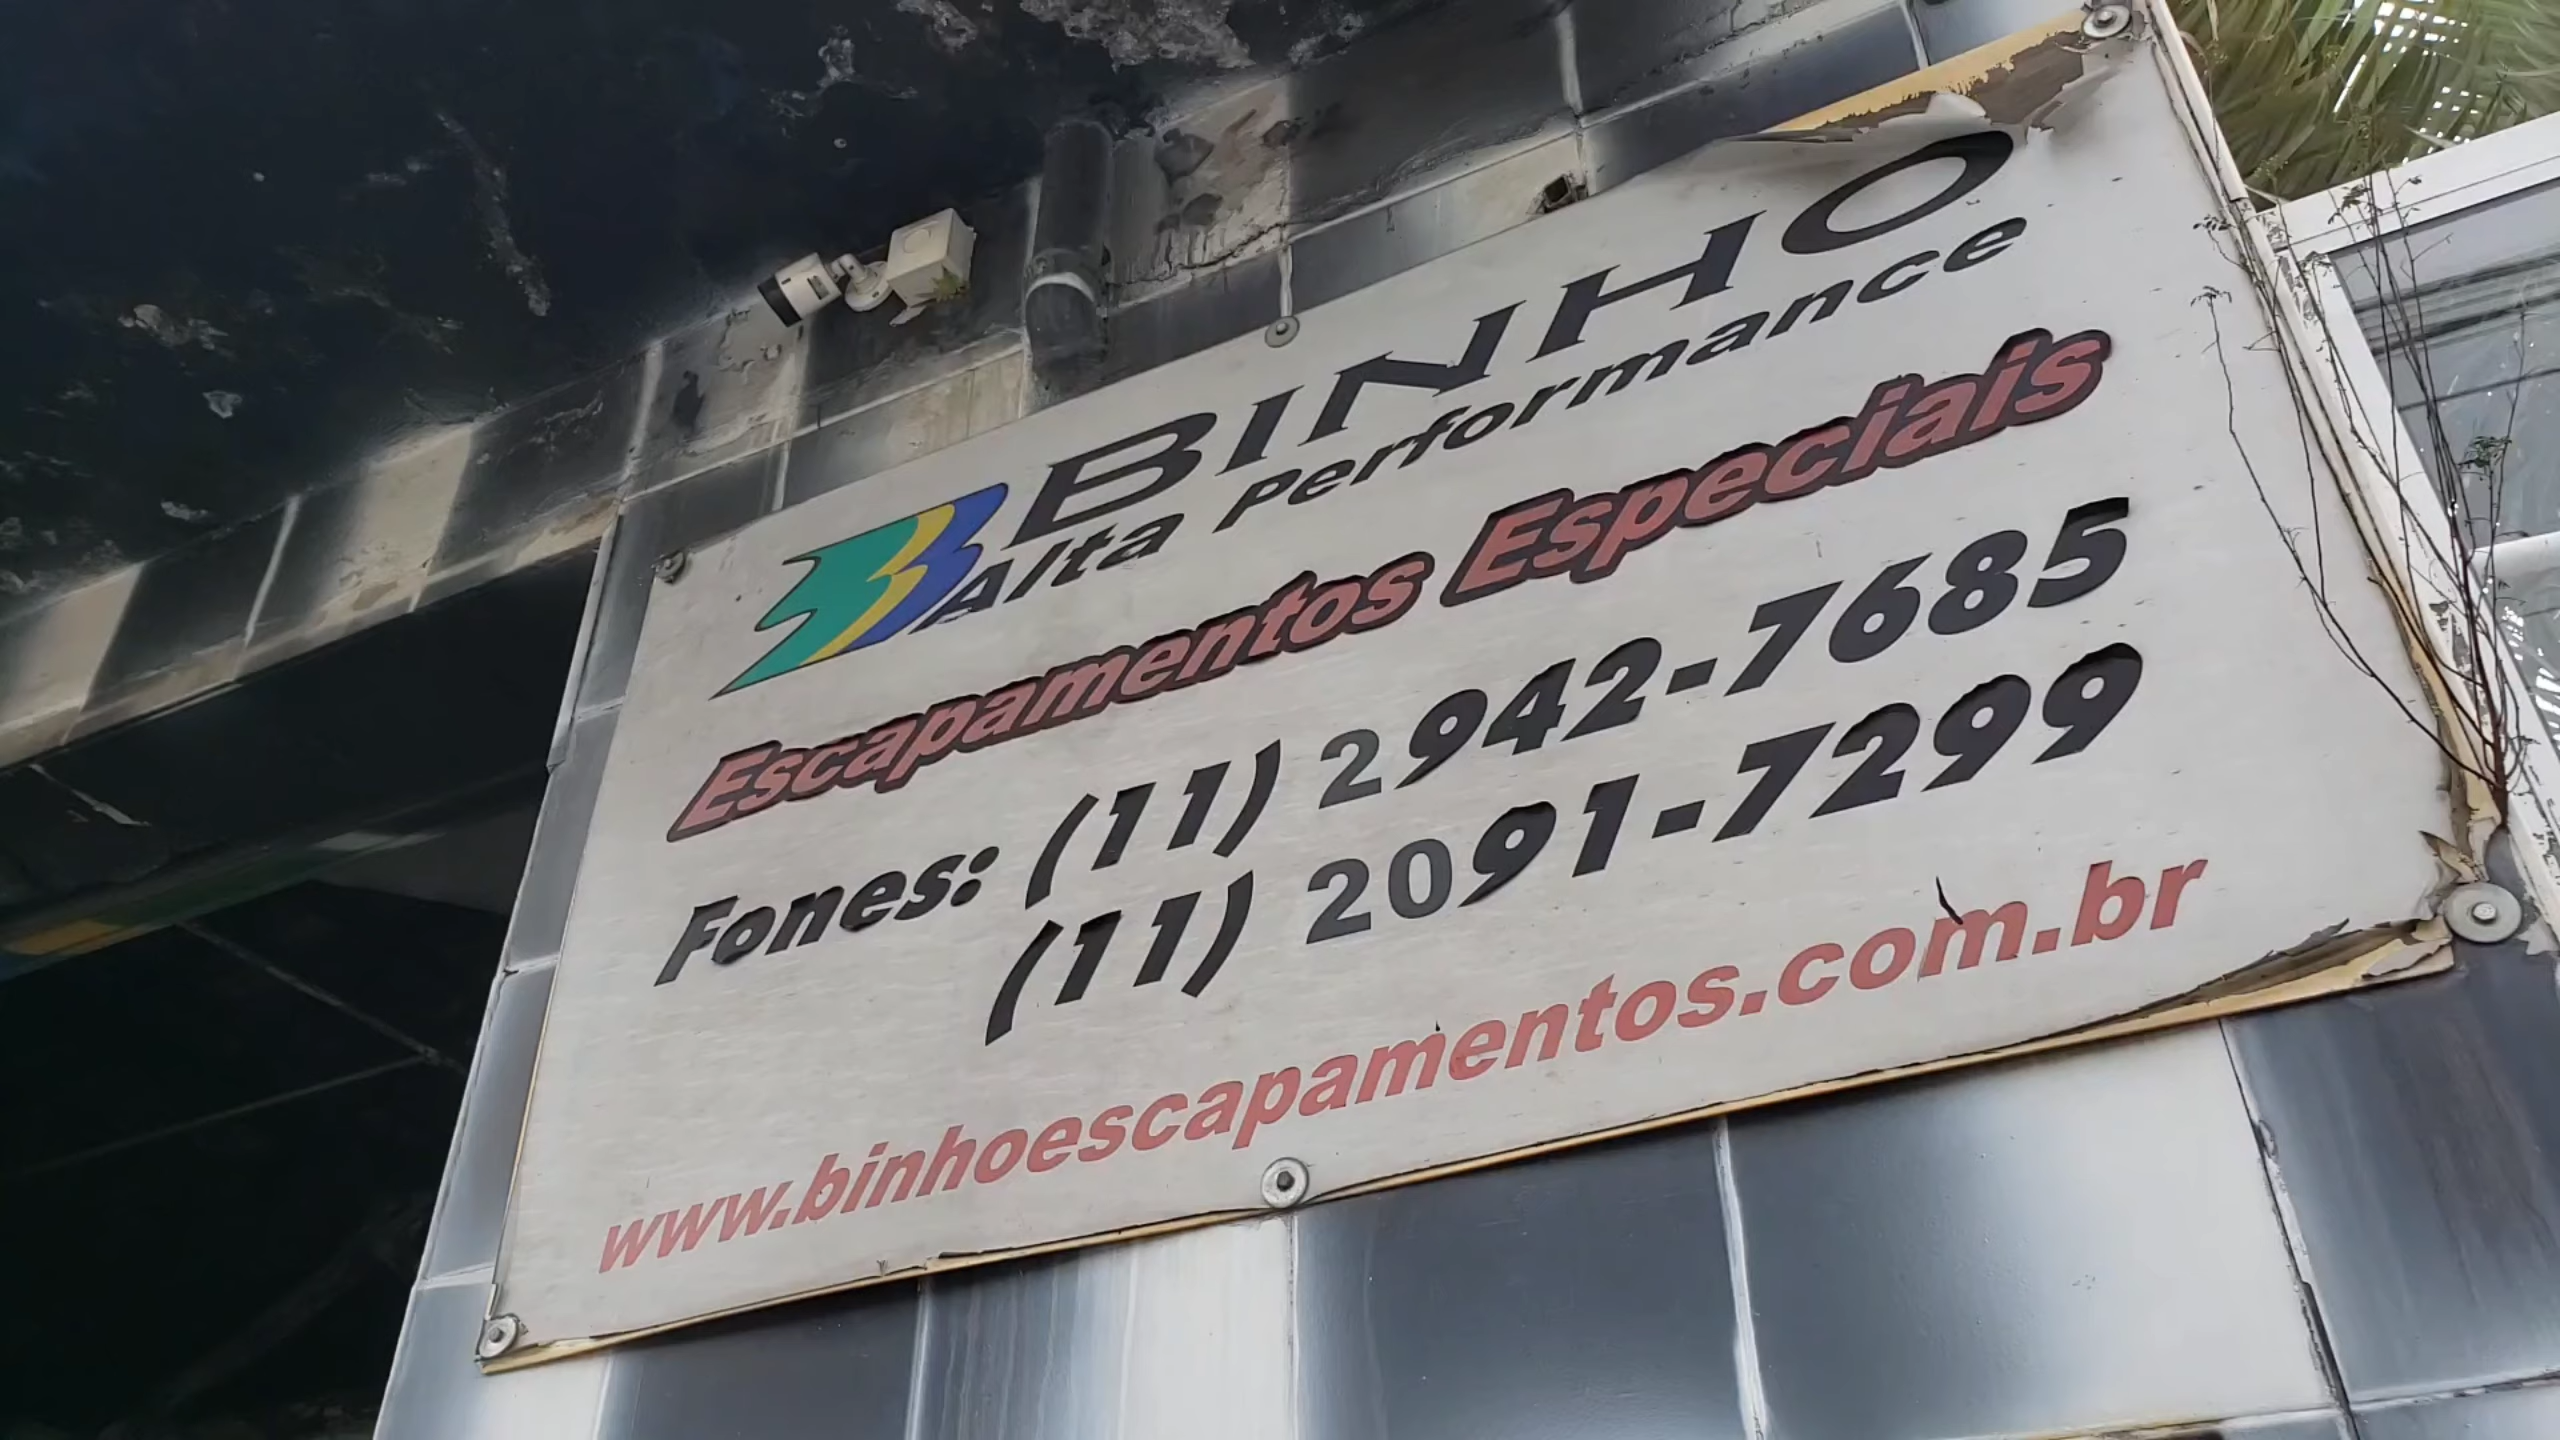 BINHO
Alta Performance
Escapamentos Especiais
Fones: (11) 2942-7685
(11) 2091-7299
www.binhoescapamentos.com.br